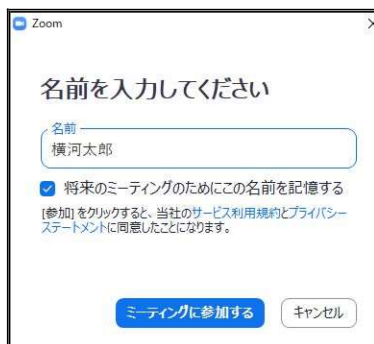 Zoom
名前を入力してください
名前
横河太郎
将来のミーティングのためにこの名前を記憶する
[参加] をクリックすると、当社のサービス利用規約とプライバシー
ステートメントに同意したことになります。
ミーティングに参加する
キャンセル